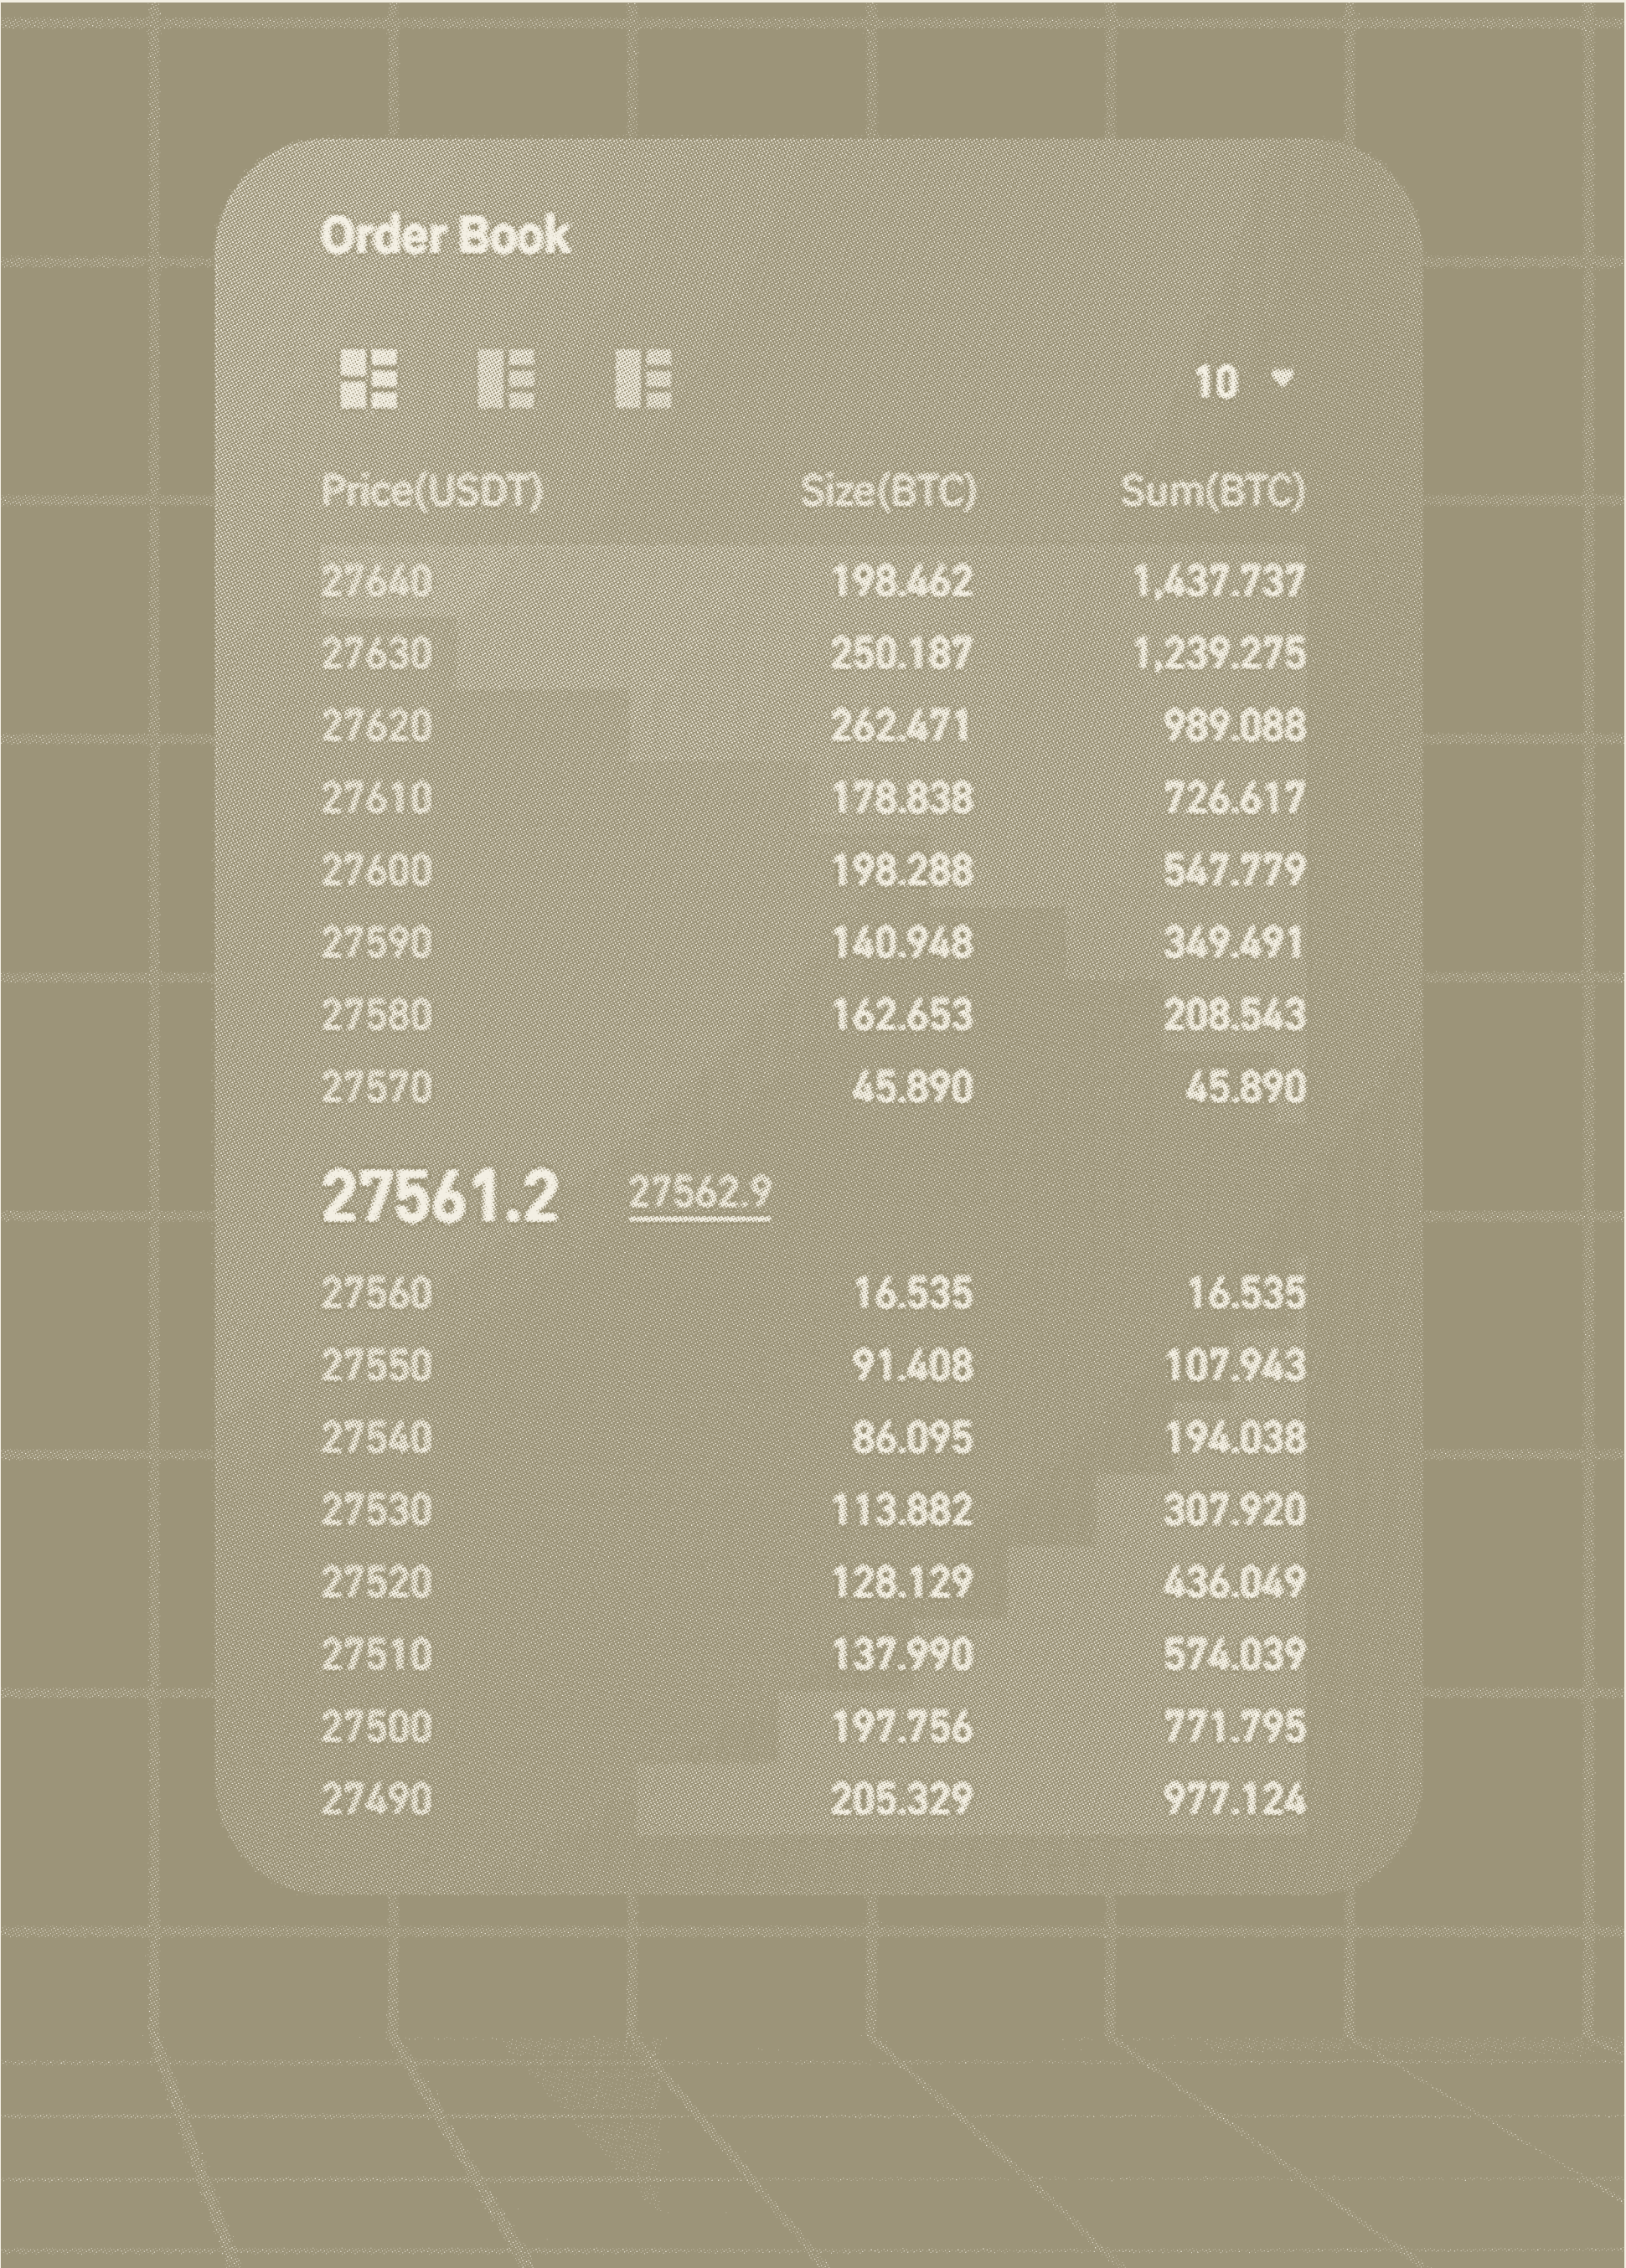 Order Book
10
Price(USDT) Size(BTC) Sum(BTC)
27640 198.462 1,437.737
27630 250.187 1,239.275
27620 262.471 989.088
27610 178.838 726.617
27600 198.288 547.779
27590 140.948 349.491
27580 162.653 208.543
27570 45.890 45.890
27561.2 27562.9
27560 16.535 16.535
27550 91.408 107.943
27540 86.095 194.038
27530 113.882 307.920
27520 128.129 436.049
27510 137.990 574.039
27500 197.756 771.795
27490 205.329 977.124